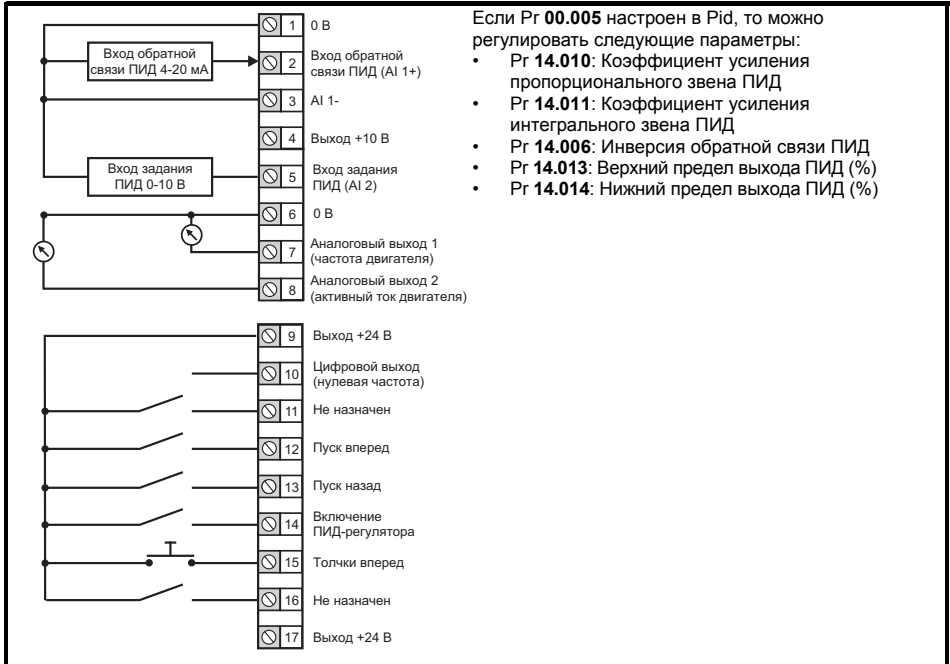 1 0 В
Вход обратной
связи ПИД 4-20 мА
2 Вход обратной
связи ПИД (AI 1+)
3 AI 1-
4 Выход +10 В
Вход задания
ПИД 0-10 В
5 Вход задания
ПИД (AI 2)
6 0 В
7 Аналоговый выход 1
(частота двигателя)
8 Аналоговый выход 2
(активный ток двигателя)
9 Выход +24 В
10 Цифровой выход
(нулевая частота)
11 Не назначен
12 Пуск вперед
13 Пуск назад
14 Включение
ПИД-регулятора
15 Толчки вперед
16 Не назначен
17 Выход +24 В
Если Pr 00.005 настроен в Pid, то можно
регулировать следующие параметры:
• Pr 14.010: Коэффициент усиления
пропорционального звена ПИД
• Pr 14.011: Коэффициент усиления
интегрального звена ПИД
• Pr 14.006: Инверсия обратной связи ПИД
• Pr 14.013: Верхний предел выхода ПИД (%)
• Pr 14.014: Нижний предел выхода ПИД (%)